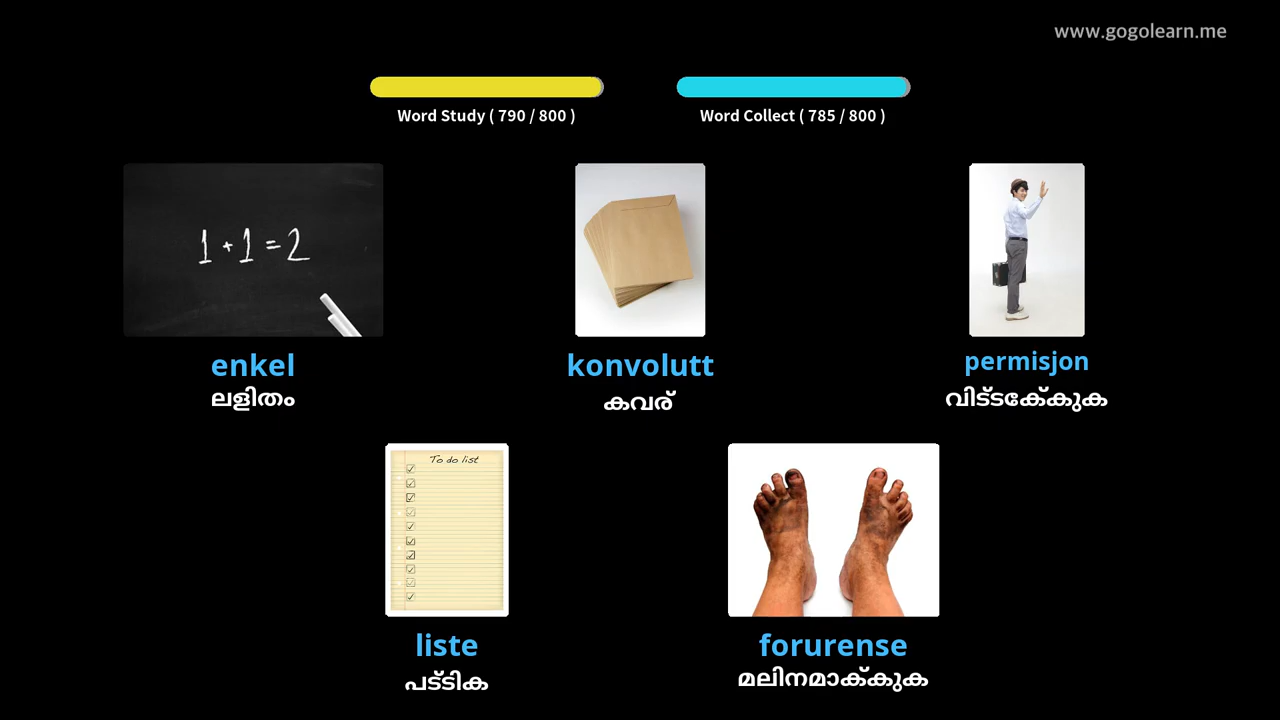 www.gogolearn.me
Word Study ( 790 / 800 )
Word Collect ( 785 / 800 )
1 + 1 = 2
enkel
ലളിതം
konvolutt
കവര്
permisjon
വിട്ടേക്കുക
To do list
liste
പട്ടിക
forurense
മലിനമാക്കുക